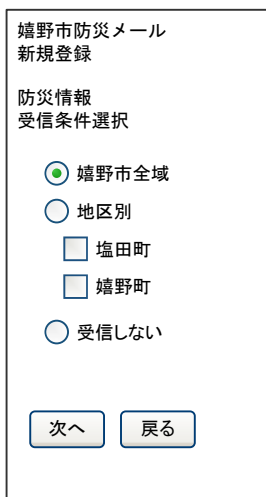 嬉野市防災メール
新規登録
防災情報
受信条件選択
嬉野市全域
地区別
塩田町
嬉野町
受信しない
次へ 戻る